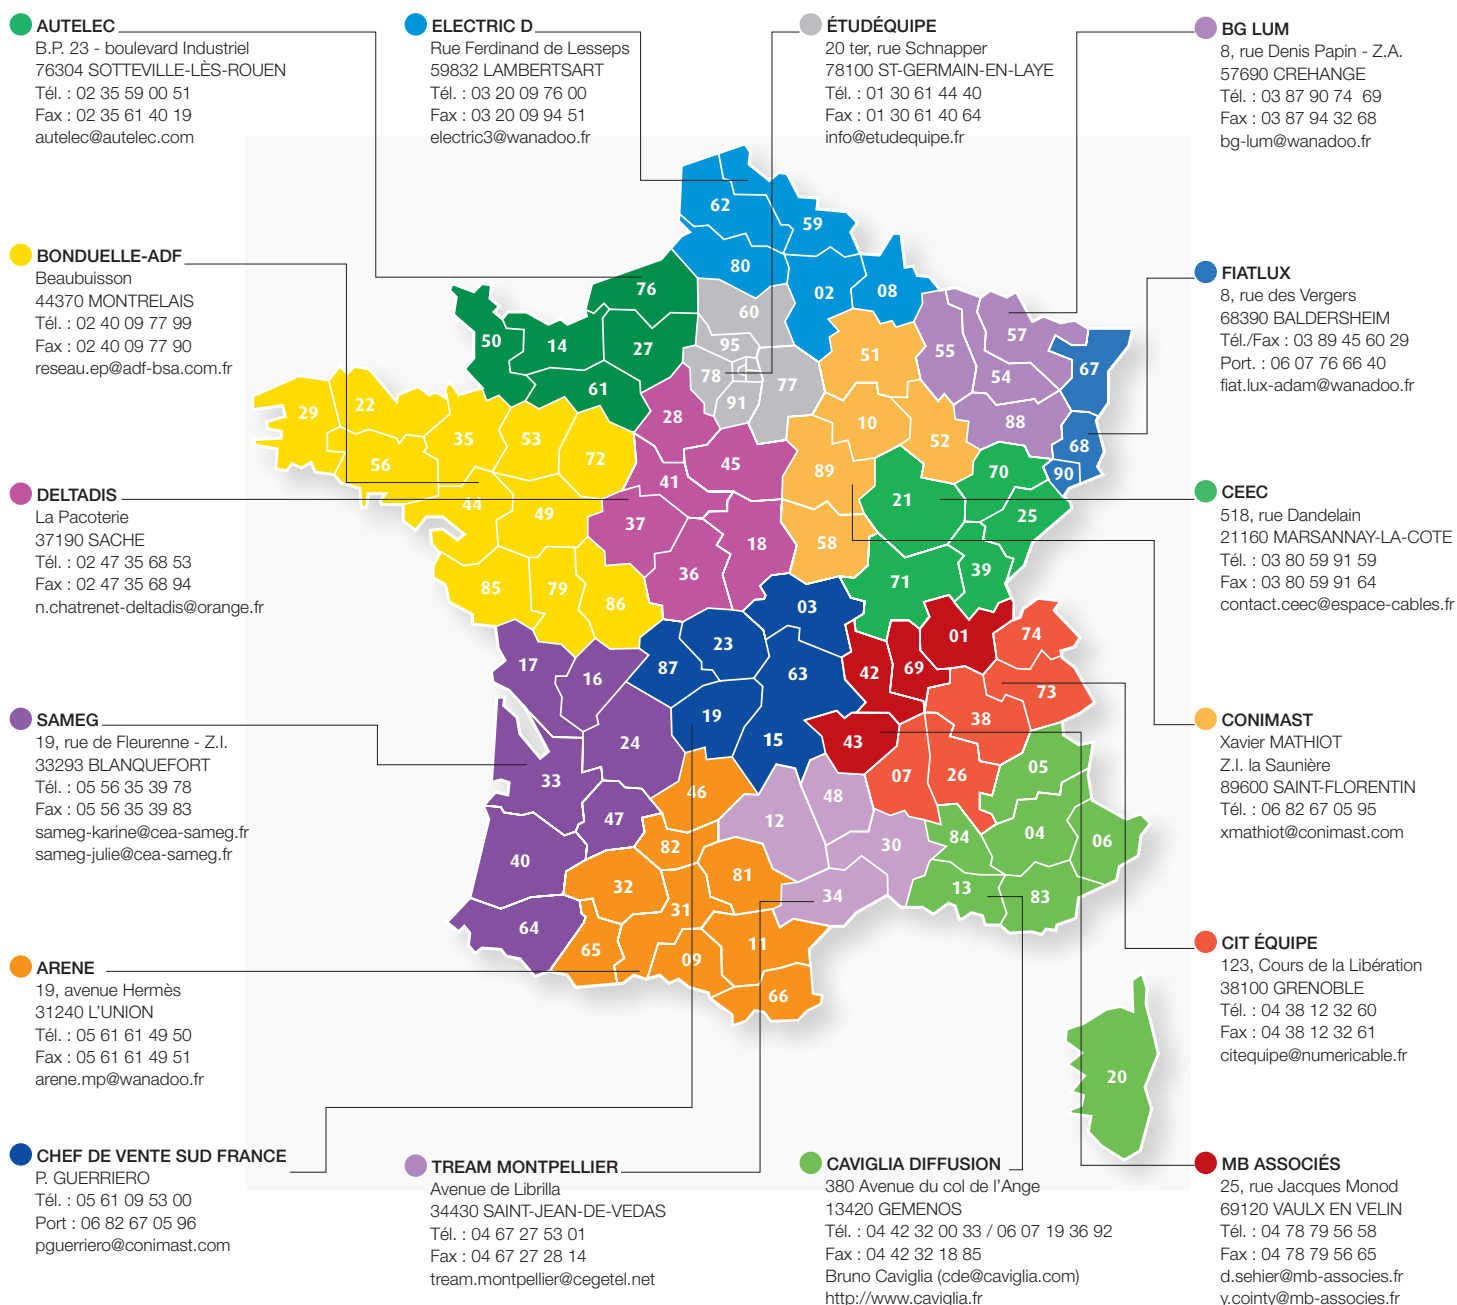 AUTELEC
B.P. 23 - boulevard Industriel
76304 SOTTEVILLE-LÈS-ROUEN
Tél. : 02 35 59 00 51
Fax : 02 35 61 40 19
autelec@autelec.com
ELECTRIC D
Rue Ferdinand de Lesseps
59832 LAMBERTSART
Tél. : 03 20 09 76 00
Fax : 03 20 09 94 51
electric3@wanadoo.fr
ÉTUDÉQUIPE
20 ter, rue Schnapper
78100 ST-GERMAIN-EN-LAYE
Tél. : 01 30 61 44 40
Fax : 01 30 61 40 64
info@etudequipe.fr
BG LUM
8, rue Denis Papin - Z.A.
57690 CREHANGE
Tél. : 03 87 90 74 69
Fax : 03 87 94 32 68
bg-lum@wanadoo.fr
BONDUELLE-ADF
Beaubuisson
44370 MONTRELAIS
Tél. : 02 40 09 77 99
Fax : 02 40 09 77 90
reseau.ep@adf-bsa.com.fr
FIATLUX
8, rue des Vergers
68390 BALDERSHEIM
Tél./Fax : 03 89 45 60 29
Port. : 06 07 76 66 40
fiat.lux-adam@wanadoo.fr
DELTADIS
La Pacoterie
37190 SACHE
Tél. : 02 47 35 68 53
Fax : 02 47 35 68 94
n.chatrenet-deltadis@orange.fr
CEEC
518, rue Dandelain
21160 MARSANNAY-LA-COTE
Tél. : 03 80 59 91 59
Fax : 03 80 59 91 64
contact.ceec@espace-cables.fr
SAMEG
19, rue de Fleurenne - Z.I.
33293 BLANQUEFORT
Tél. : 05 56 35 39 78
Fax : 05 56 35 39 83
sameg-karine@cea-sameg.fr
sameg-julie@cea-sameg.fr
CONIMAST
Xavier MATHIOT
Z.I. la Saunière
89600 SAINT-FLORENTIN
Tél. : 06 82 67 05 95
xmathiot@conimast.com
ARENE
19, avenue Hermès
31240 L'UNION
Tél. : 05 61 61 49 50
Fax : 05 61 61 49 51
arene.mp@wanadoo.fr
CIT ÉQUIPE
123, Cours de la Libération
38100 GRENOBLE
Tél. : 04 38 12 32 60
Fax : 04 38 12 32 61
citequipe@numericable.fr
CHEF DE VENTE SUD FRANCE
P. GUERRIERO
Tél. : 05 61 09 53 00
Port : 06 82 67 05 96
pguerriero@conimast.com
TREAM MONTPELLIER
Avenue de Librilla
34430 SAINT-JEAN-DE-VEDAS
Tél. : 04 67 27 53 01
Fax : 04 67 27 28 14
tream.montpellier@cegetel.net
CAVIGLIA DIFFUSION
380 Avenue du col de l'Ange
13420 GEMENOS
Tél. : 04 42 32 00 33 / 06 07 19 36 92
Fax : 04 42 32 18 85
Bruno Caviglia (cde@caviglia.com)
http://www.caviglia.fr
MB ASSOCIÉS
25, rue Jacques Monod
69120 VAULX EN VELIN
Tél. : 04 78 79 56 58
Fax : 04 78 79 56 65
d.sehier@mb-associes.fr
y.cointy@mb-associes.fr
62
59
80
02
08
76
60
50
14
27
95
51
55
57
67
78
77
54
61
91
29
22
28
10
88
35
53
52
68
56
72
45
89
70
90
41
21
44
49
37
25
18
58
85
79
86
36
71
39
03
01
74
17
16
87
23
63
42
69
73
19
38
24
15
43
33
07
26
05
46
48
47
12
84
04
06
82
30
40
32
81
13
83
34
31
64
65
09
11
66
20